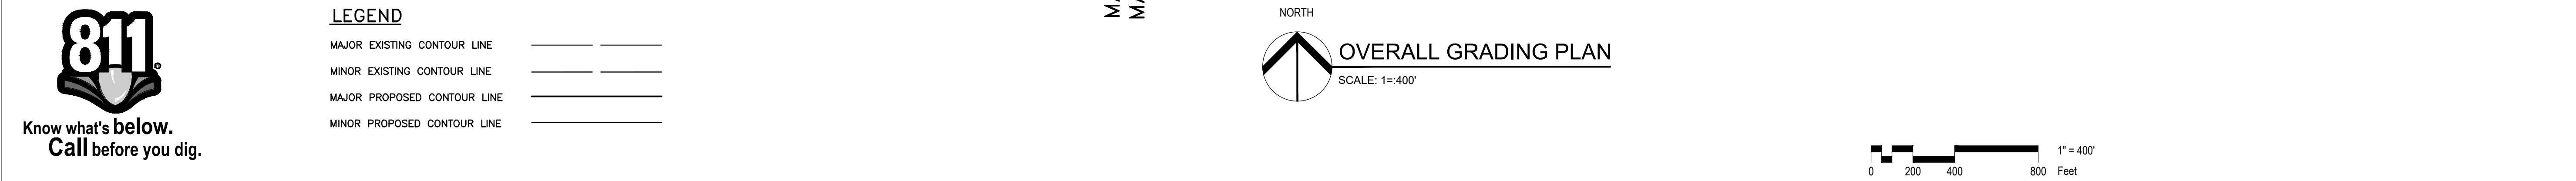 811®
Know what's below.
Call before you dig.
LEGEND
MAJOR EXISTING CONTOUR LINE
MINOR EXISTING CONTOUR LINE
MAJOR PROPOSED CONTOUR LINE
MINOR PROPOSED CONTOUR LINE
NORTH
OVERALL GRADING PLAN
SCALE: 1=:400'
1" = 400'
0 200 400 800 Feet